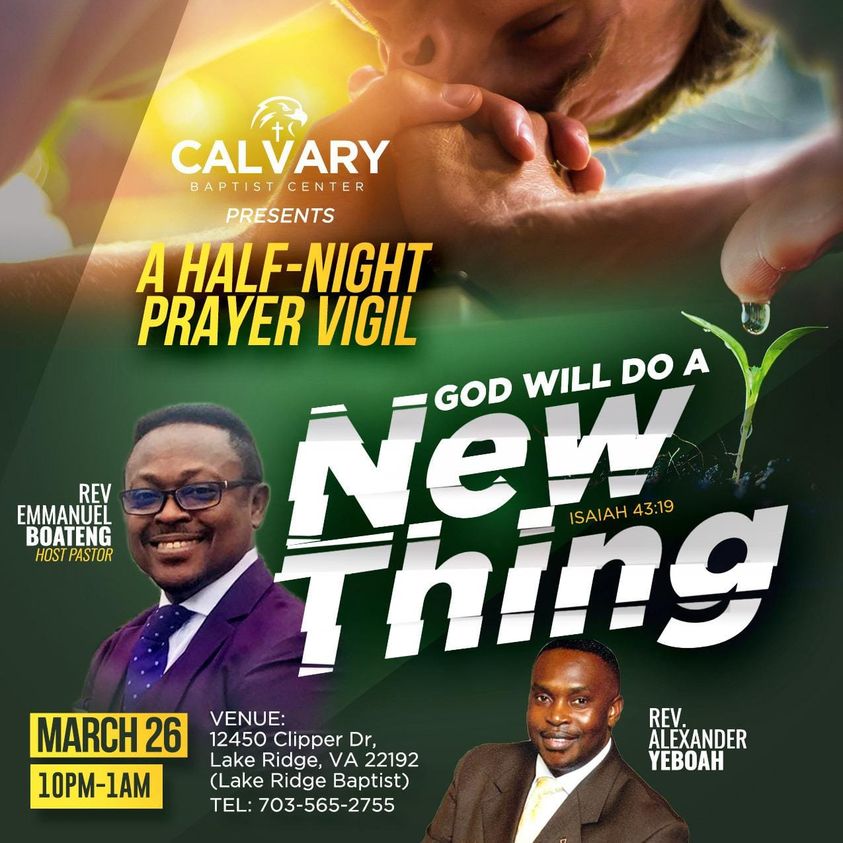 CALVARY
BAPTIST CENTER
PRESENTS
A HALF-NIGHT
PRAYER VIGIL
GOD WILL DO A
New
ISAIAH 43:19
Thing
REV
EMMANUEL
BOATENG
HOST PASTOR
MARCH 26
10PM-1AM
VENUE:
12450 Clipper Dr,
Lake Ridge, VA 22192
(Lake Ridge Baptist)
TEL: 703-565-2755
REV.
ALEXANDER
YEBOAH